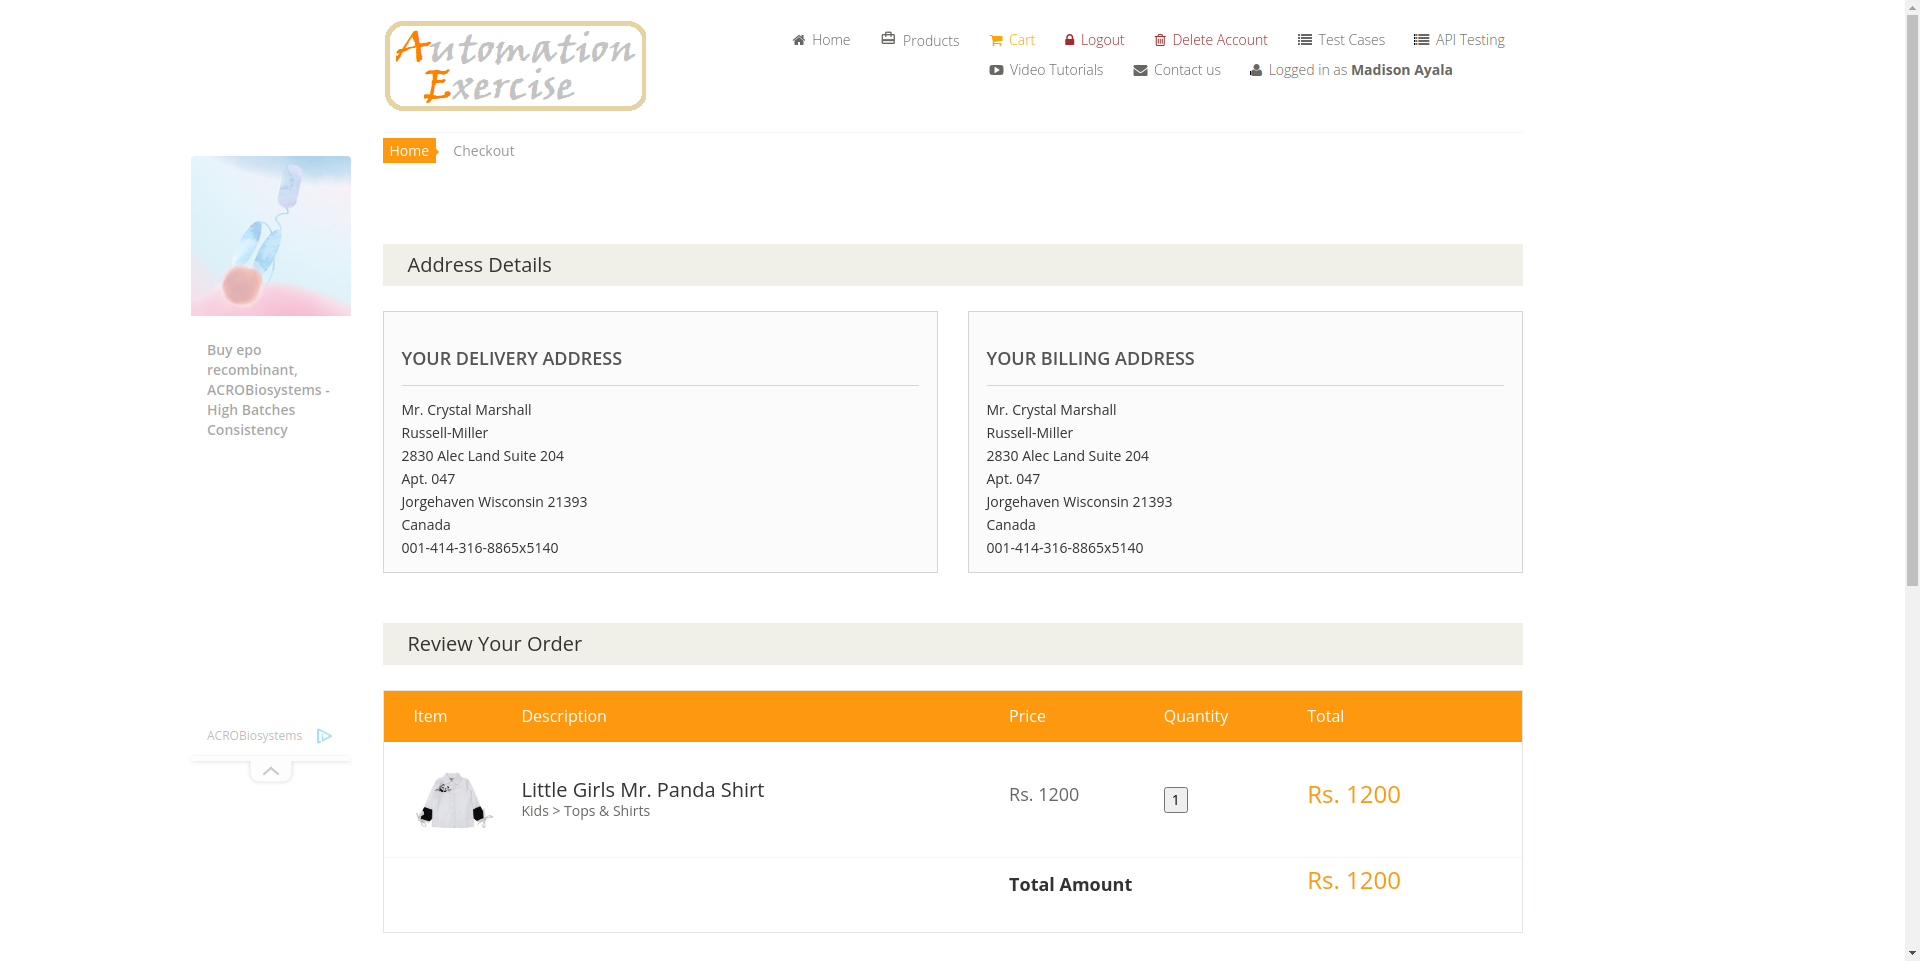 Automation
Exercise
Home
Products
Cart
Logout
Delete Account
Test Cases
API Testing
Video Tutorials
Contact us
Logged in as Madison Ayala
Home
Checkout
Buy epo
recombinant,
ACROBiosystems -
High Batches
Consistency
ACROBiosystems
Address Details
YOUR DELIVERY ADDRESS
Mr. Crystal Marshall
Russell-Miller
2830 Alec Land Suite 204
Apt. 047
Jorgehaven Wisconsin 21393
Canada
001-414-316-8865x5140
YOUR BILLING ADDRESS
Mr. Crystal Marshall
Russell-Miller
2830 Alec Land Suite 204
Apt. 047
Jorgehaven Wisconsin 21393
Canada
001-414-316-8865x5140
Review Your Order
Item Description Price Quantity Total
Little Girls Mr. Panda Shirt
Kids > Tops & Shirts
Rs. 1200
1
Rs. 1200
Total Amount
Rs. 1200